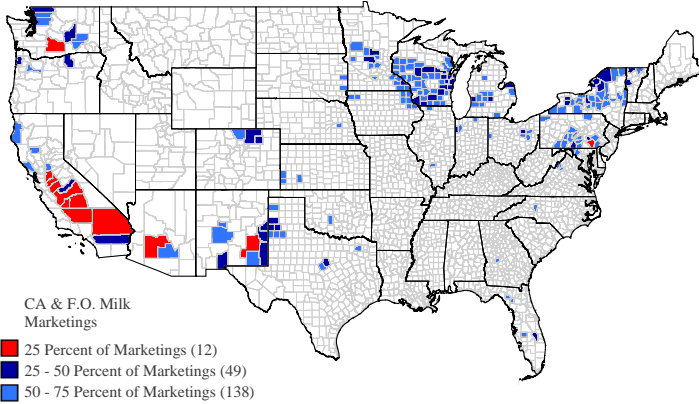 CA & F.O. Milk
Marketings
25 Percent of Marketings (12)
25 - 50 Percent of Marketings (49)
50 - 75 Percent of Marketings (138)